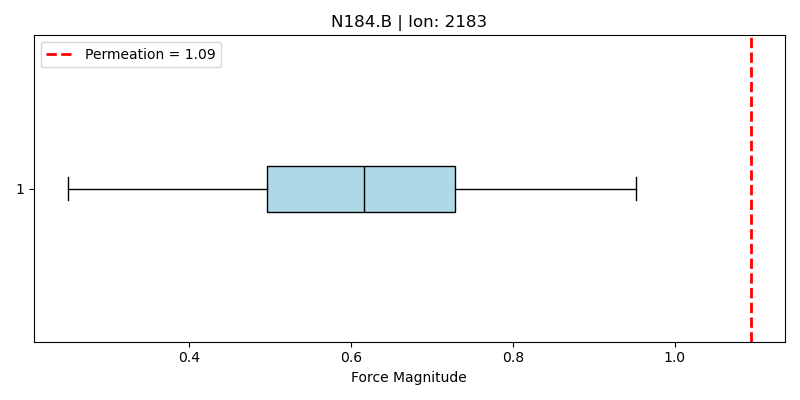 N184.B | Ion: 2183
Permeation = 1.09
1
0.4 0.6 0.8 1.0
Force Magnitude